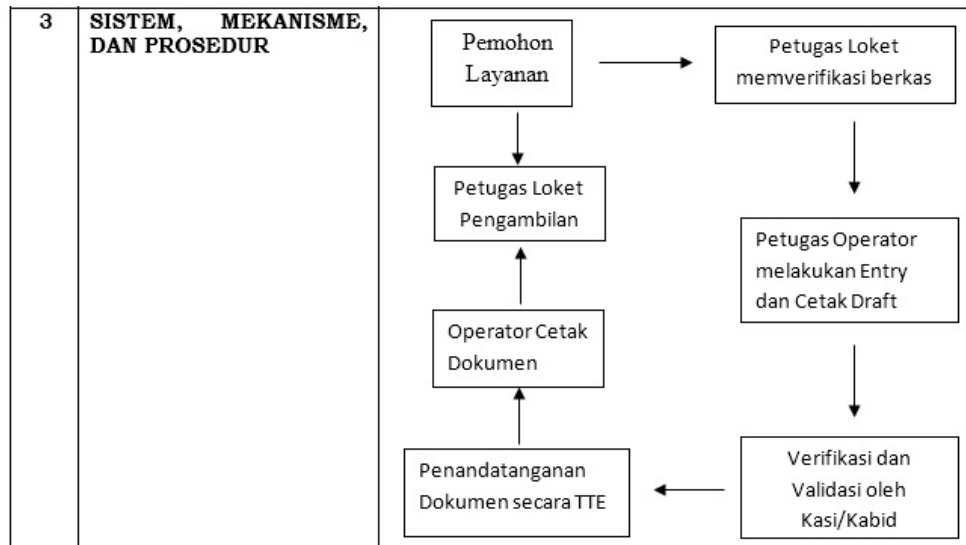 3
SISTEM, MEKANISME,
DAN PROSEDUR
Pemohon
Layanan
Petugas Loket
memverifikasi berkas
Petugas Loket
Pengambilan
Petugas Operator
melakukan Entry
dan Cetak Draft
Operator Cetak
Dokumen
Penandatanganan
Dokumen secara TTE
Verifikasi dan
Validasi oleh
Kasi/Kabid